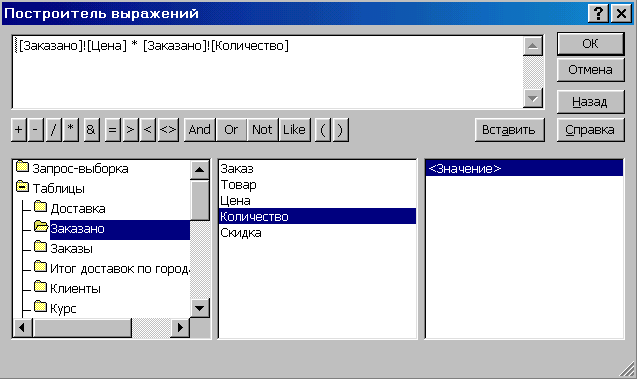 Построитель выражений
[Заказано]![Цена] * [Заказано]![Количество]
OK
Отмена
Назад
+ - / * & = > < <> And Or Not Like ( ) Вставить Справка
Запрос-выборка
Таблицы
Доставка
Заказано
Заказы
Итог доставок по города
Клиенты
Курс
Заказ
Товар
Цена
Количество
Скидка
<Значение>